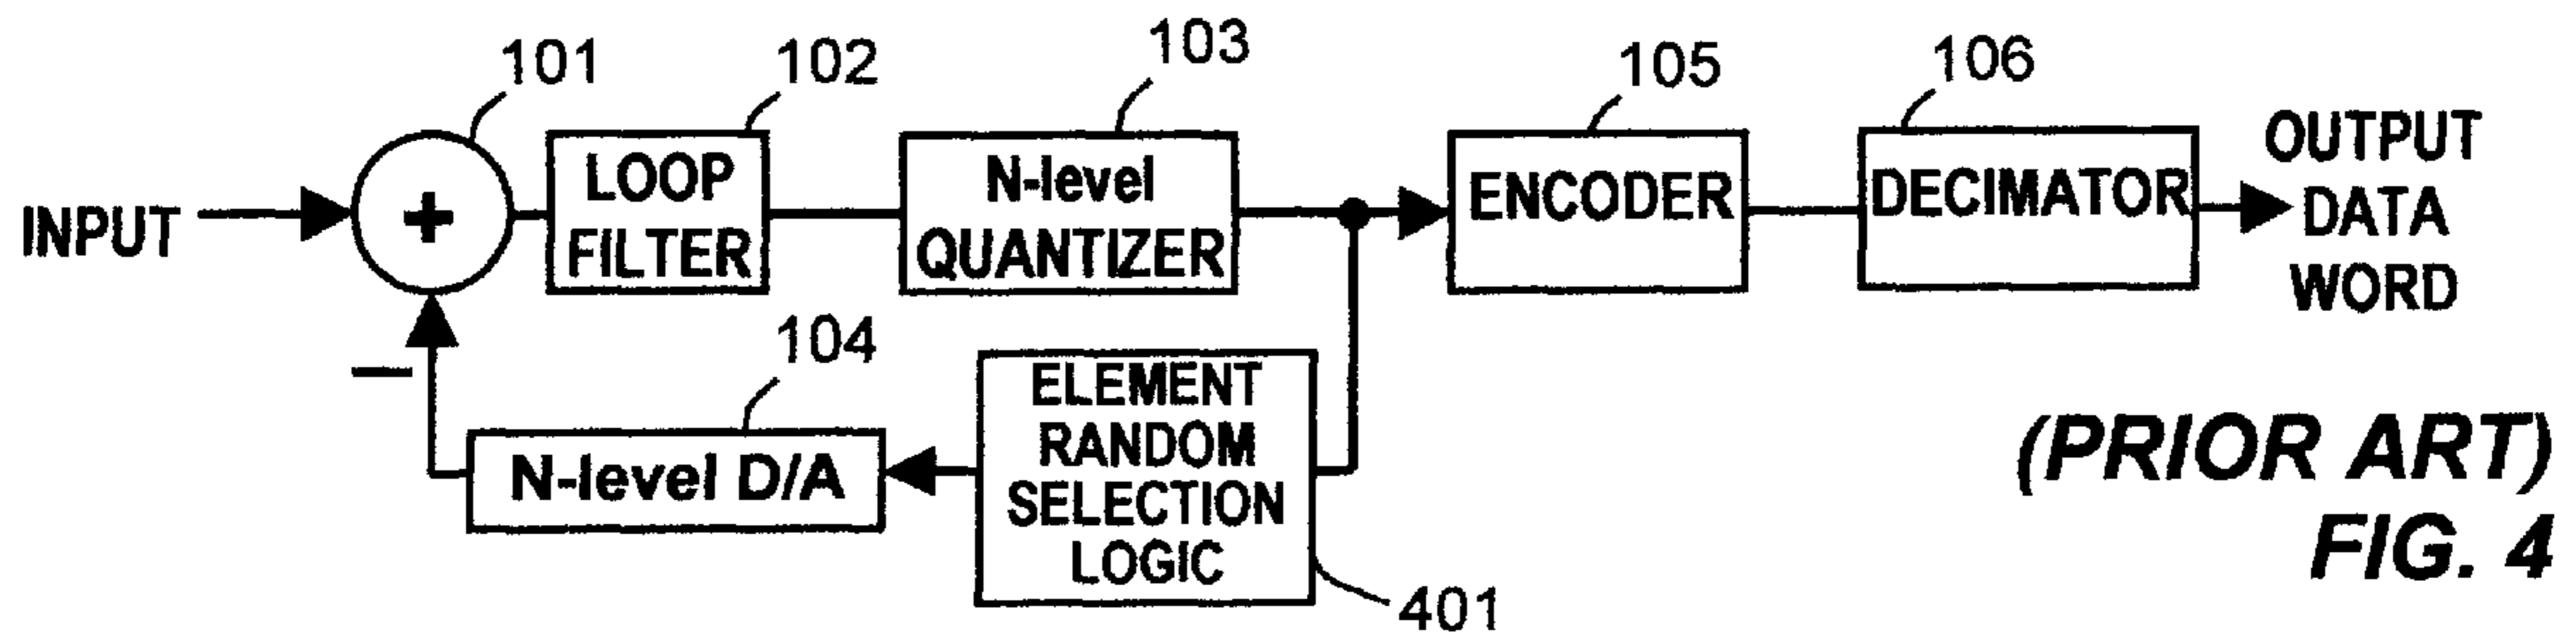 101
102
103
105
106
INPUT
+
LOOP
FILTER
N-level
QUANTIZER
ENCODER
DECIMATOR
OUTPUT
DATA
WORD
104
–
N-level D/A
ELEMENT
RANDOM
SELECTION
LOGIC
401
(PRIOR ART)
FIG. 4